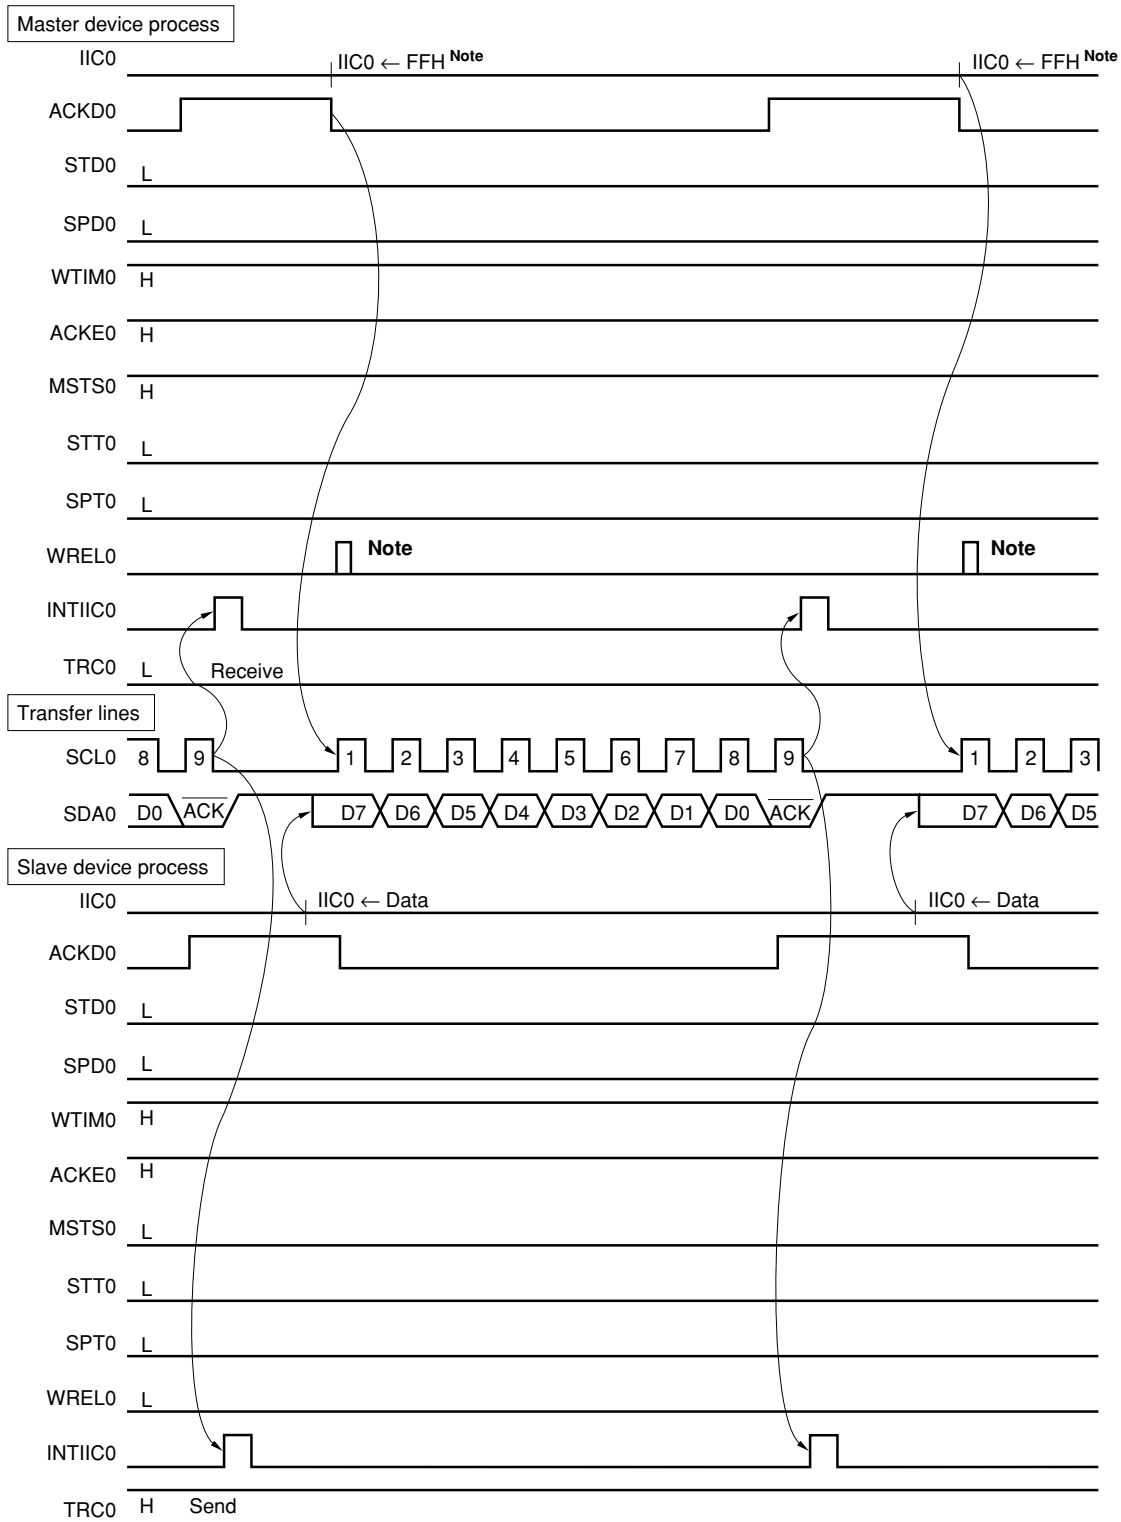 Master device process
IIC0 IIC0 ← FFH Note IIC0 ← FFH Note
ACKD0
STD0 L
SPD0 L
WTIM0 H
ACKE0 H
MSTS0 H
STT0 L
SPT0 L
WREL0 Note Note
INTIIC0
TRC0 L Receive
Transfer lines
SCL0 8 9 1 2 3 4 5 6 7 8 9 1 2 3
SDA0 D0 ACK D7 D6 D5 D4 D3 D2 D1 D0 ACK D7 D6 D5
Slave device process
IIC0 IIC0 ← Data IIC0 ← Data
ACKD0
STD0 L
SPD0 L
WTIM0 H
ACKE0 H
MSTS0 L
STT0 L
SPT0 L
WREL0 L
INTIIC0
TRC0 H Send